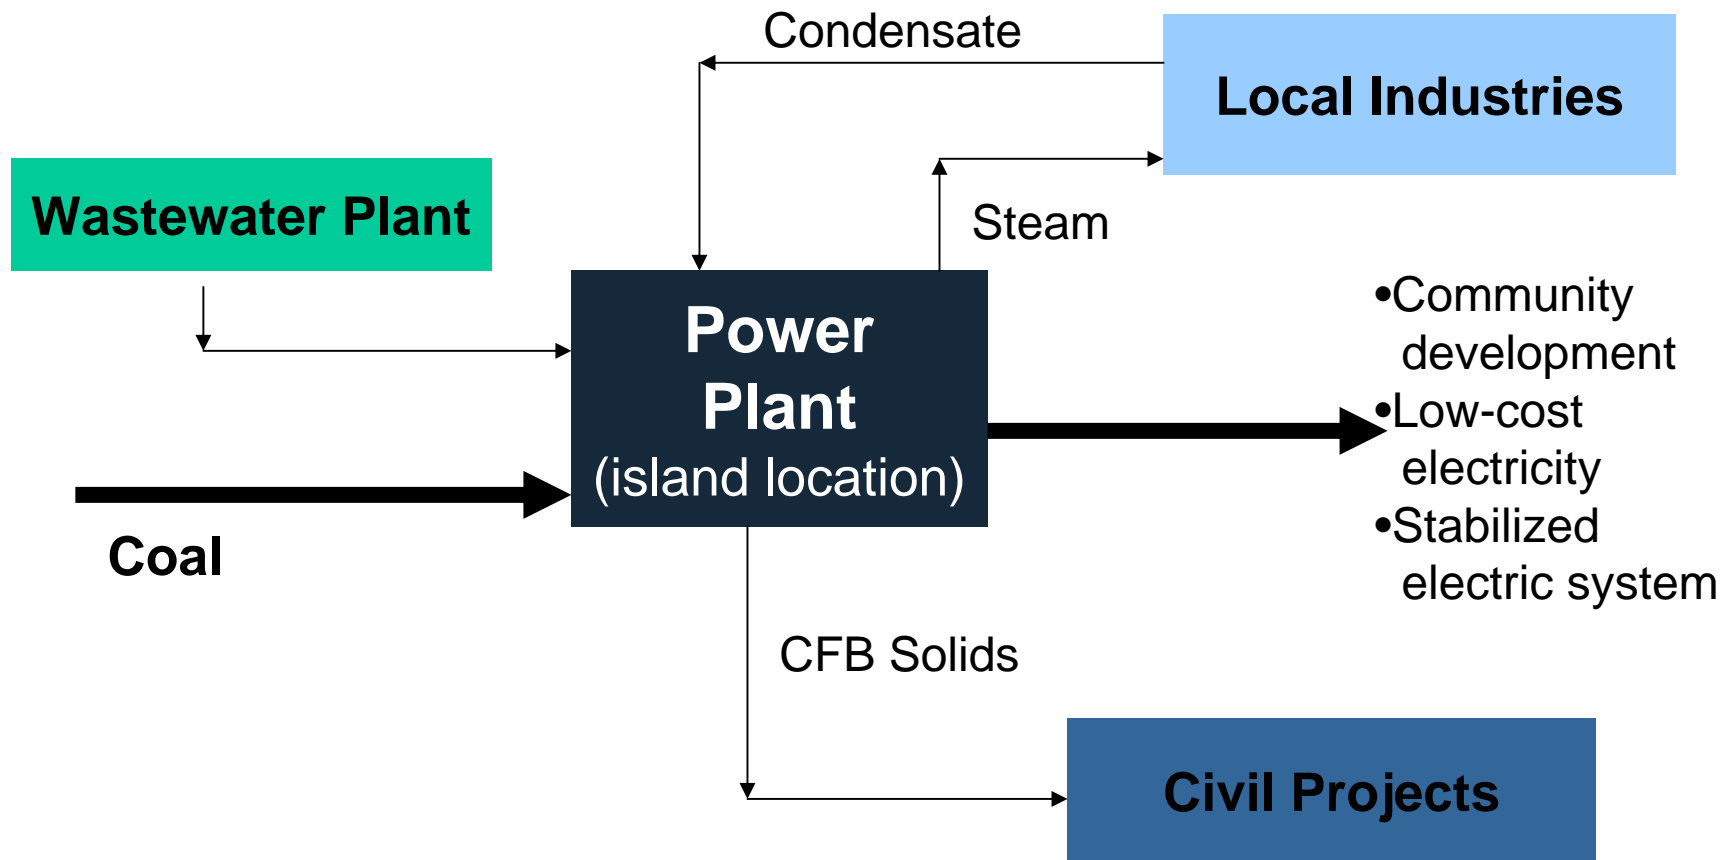 Condensate
Local Industries
Wastewater Plant
Steam
Power
Plant
(island location)
•Community
development
•Low-cost
electricity
•Stabilized
electric system
Coal
CFB Solids
Civil Projects